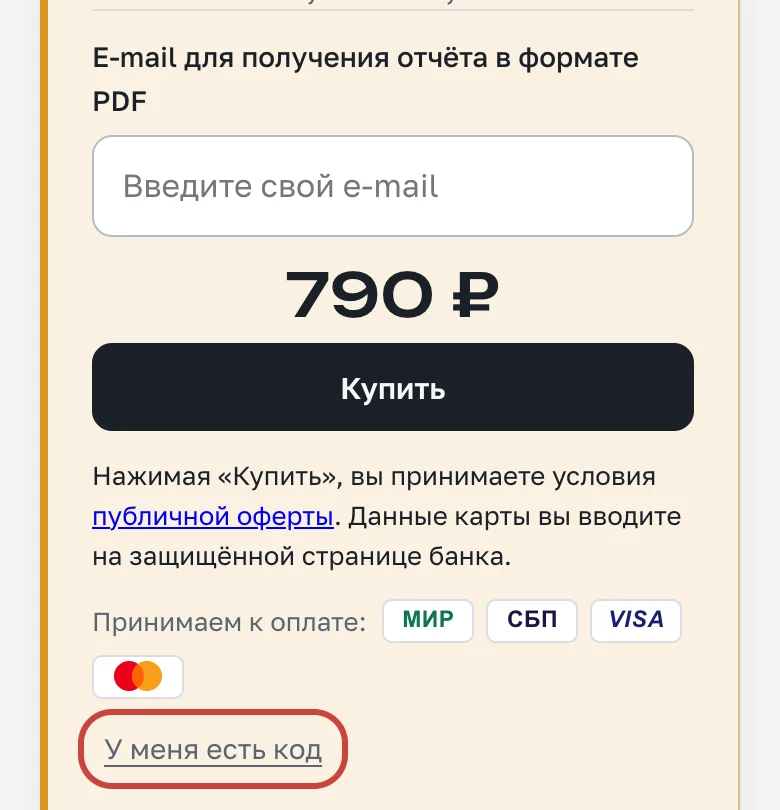 E-mail для получения отчёта в формате
PDF
Введите свой e-mail
790 ₽
Купить
Нажимая «Купить», вы принимаете условия
публичной оферты. Данные карты вы вводите
на защищённой странице банка.
Принимаем к оплате: МИР СБП VISA
У меня есть код